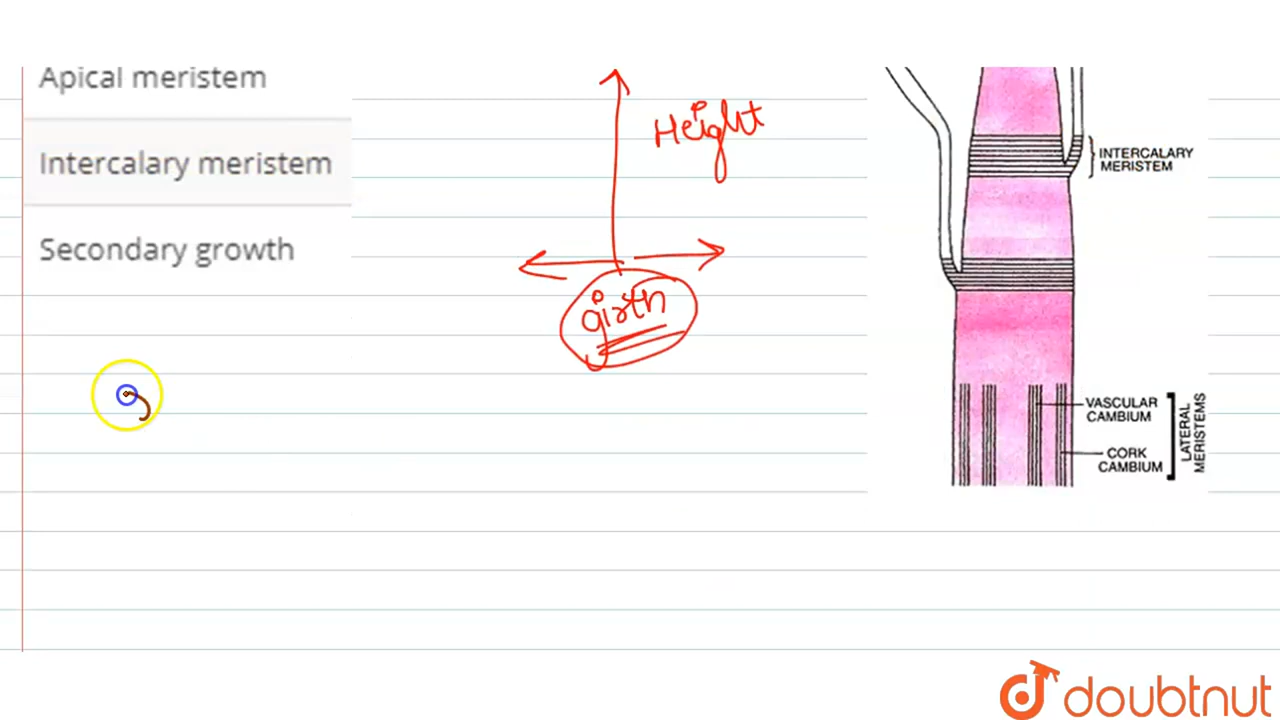 Apical meristem
Intercalary meristem
Secondary growth
Height
girth
INTERCALARY
MERISTEM
VASCULAR
CAMBIUM
CORK
CAMBIUM
LATERAL
MERISTEMS
doubtnut